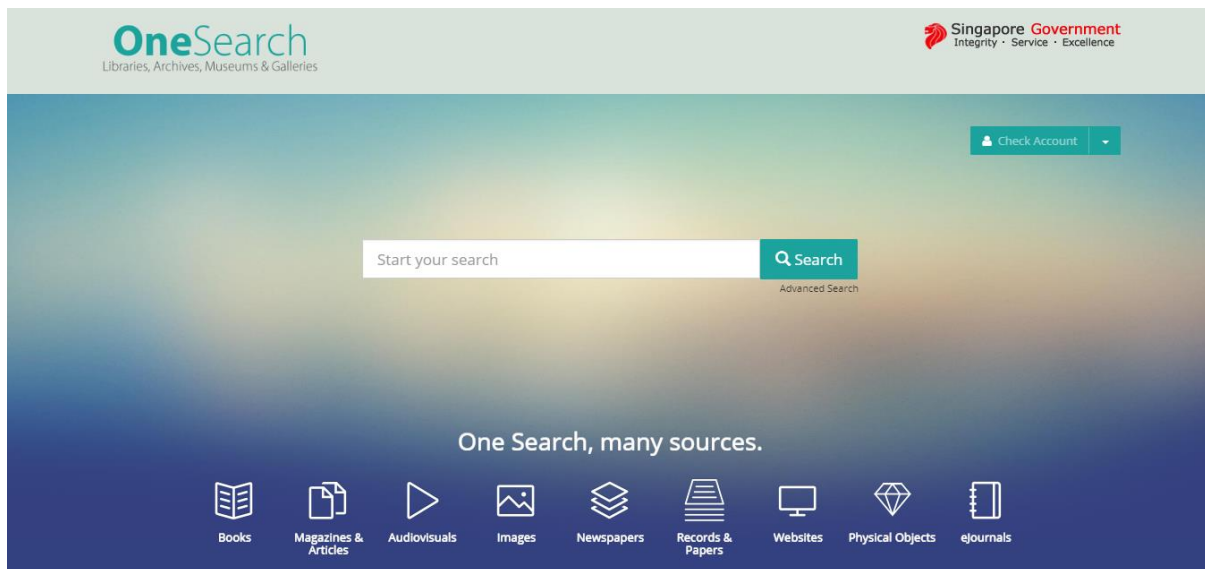 OneSearch
Libraries, Archives, Museums & Galleries
Singapore Government
Integrity · Service · Excellence
Check Account
Start your search
Search
Advanced Search
One Search, many sources.
Books
Magazines &
Articles
Audiovisuals
Images
Newspapers
Records &
Papers
Websites
Physical Objects
eJournals